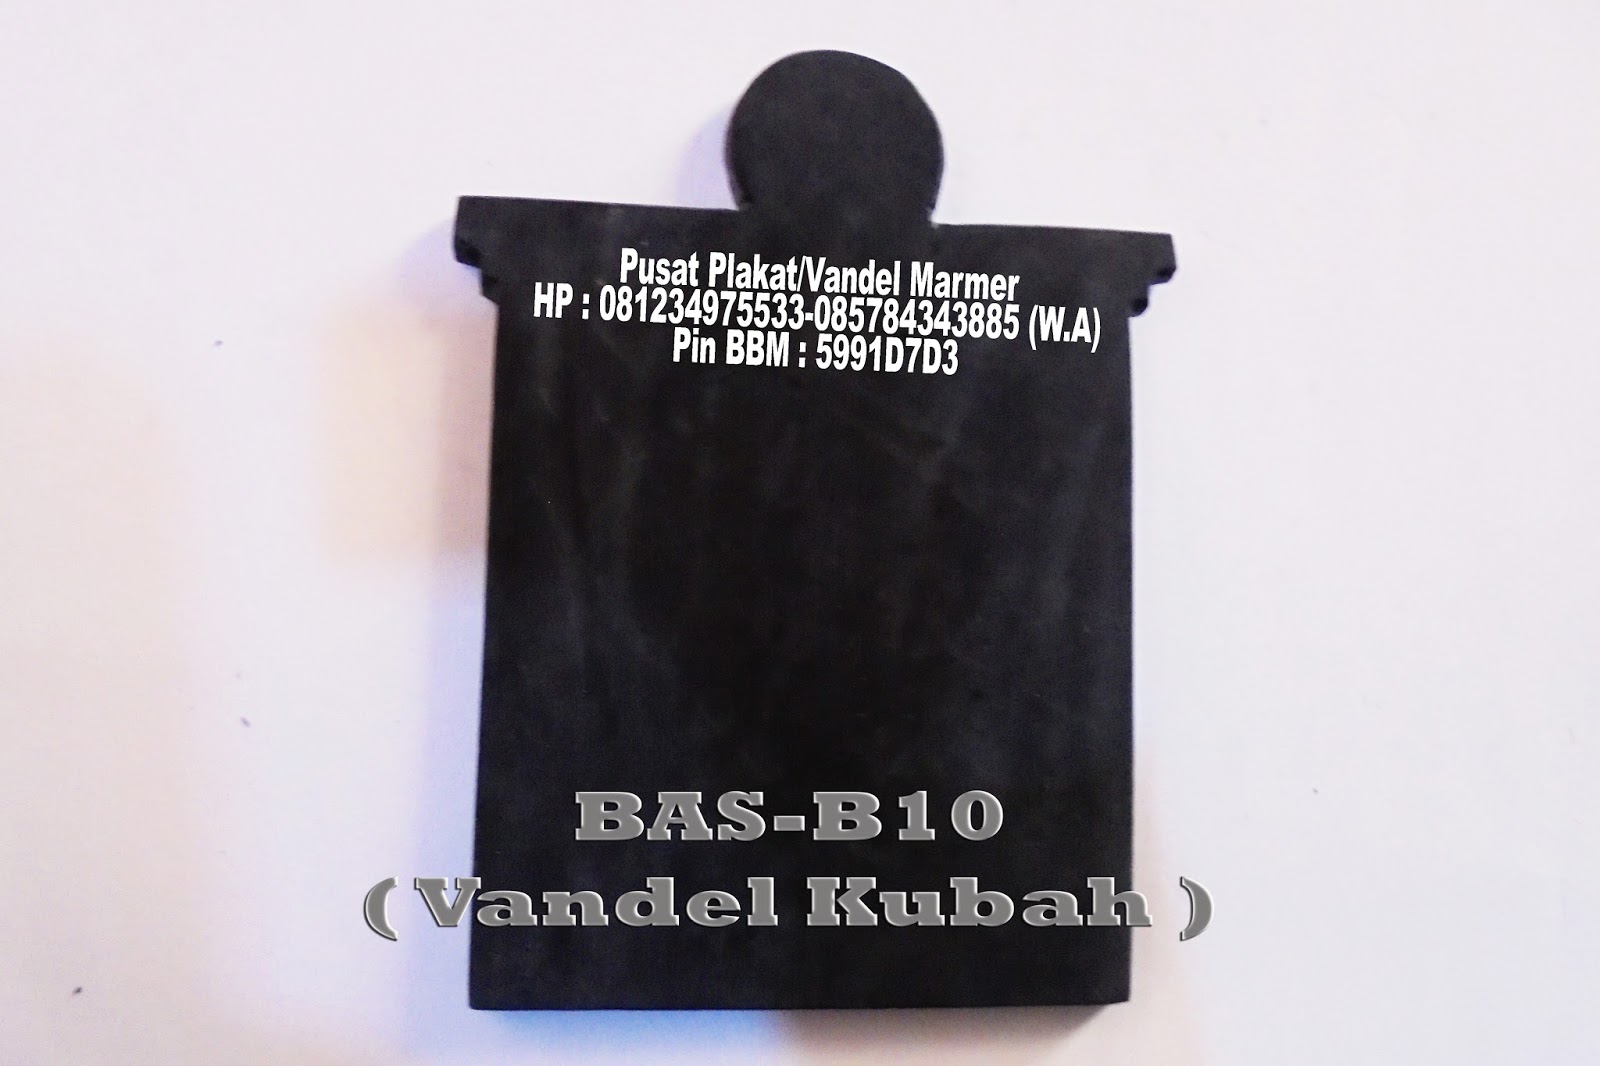 Pusat Plakat/Vandel Marmer
HP : 081234975533-085784343885 (W.A)
Pin BBM : 5991D7D3
BAS-B10
( Vandel Kubah )